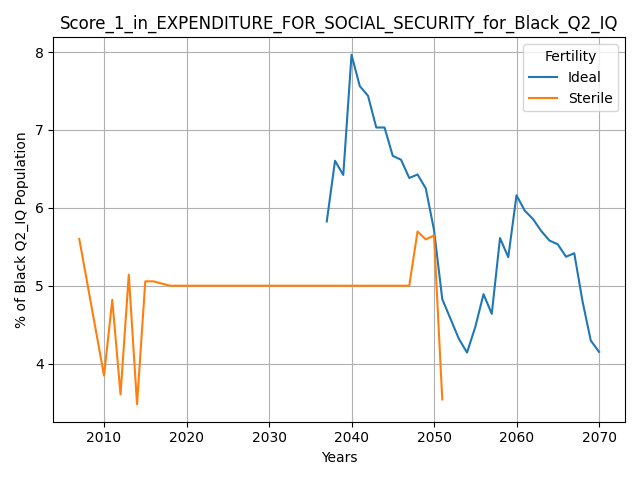 Score_1_in_EXPENDITURE_FOR_SOCIAL_SECURITY_for_Black_Q2_IQ
Fertility
Ideal
Sterile
% of Black Q2_IQ Population
8
7
6
5
4
2010 2020 2030 2040 2050 2060 2070
Years